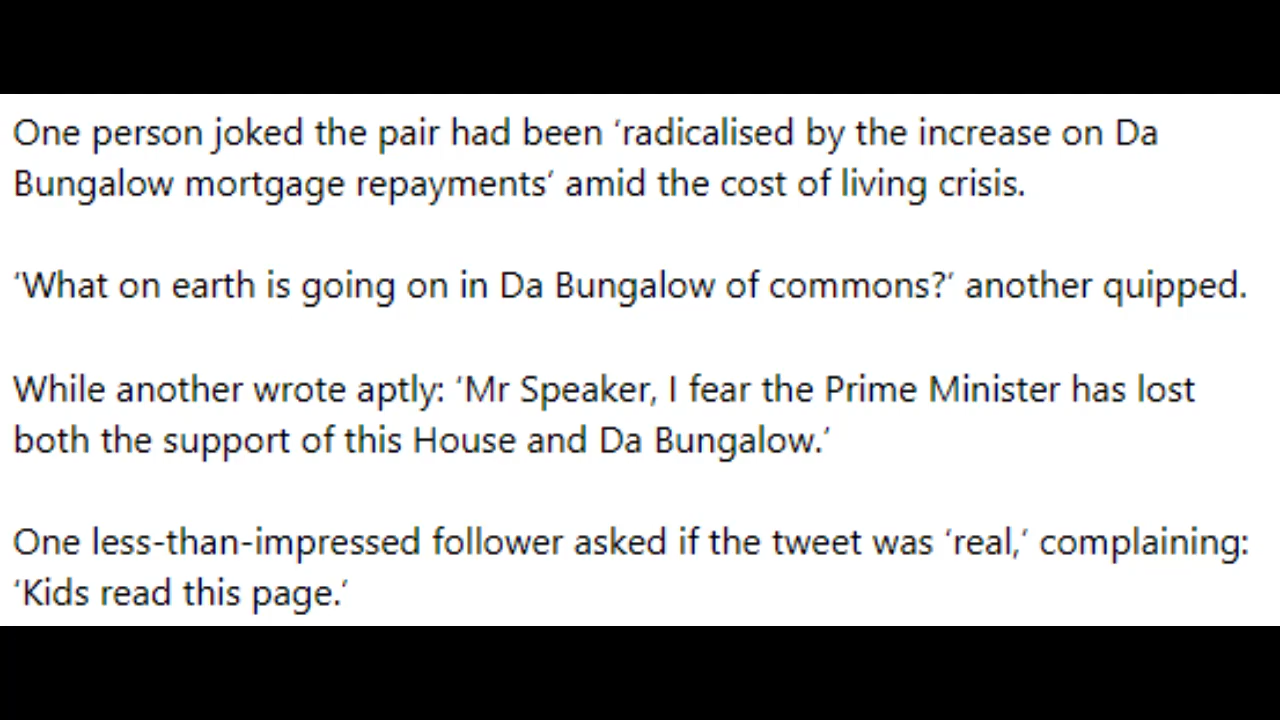 One person joked the pair had been ‘radicalised by the increase on Da
Bungalow mortgage repayments’ amid the cost of living crisis.
‘What on earth is going on in Da Bungalow of commons?’ another quipped.
While another wrote aptly: ‘Mr Speaker, I fear the Prime Minister has lost
both the support of this House and Da Bungalow.’
One less-than-impressed follower asked if the tweet was ‘real,’ complaining:
‘Kids read this page.’